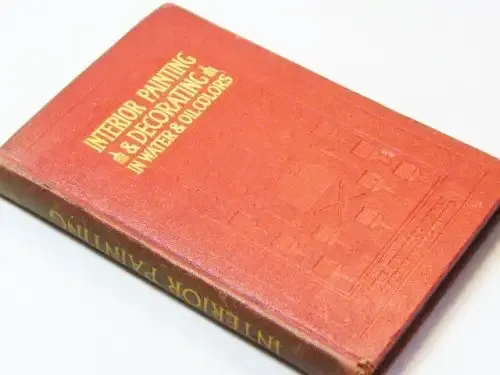 INTERIOR PAINTING
& DECORATING
IN WATER & OIL COLORS
INTERIOR PAINTING